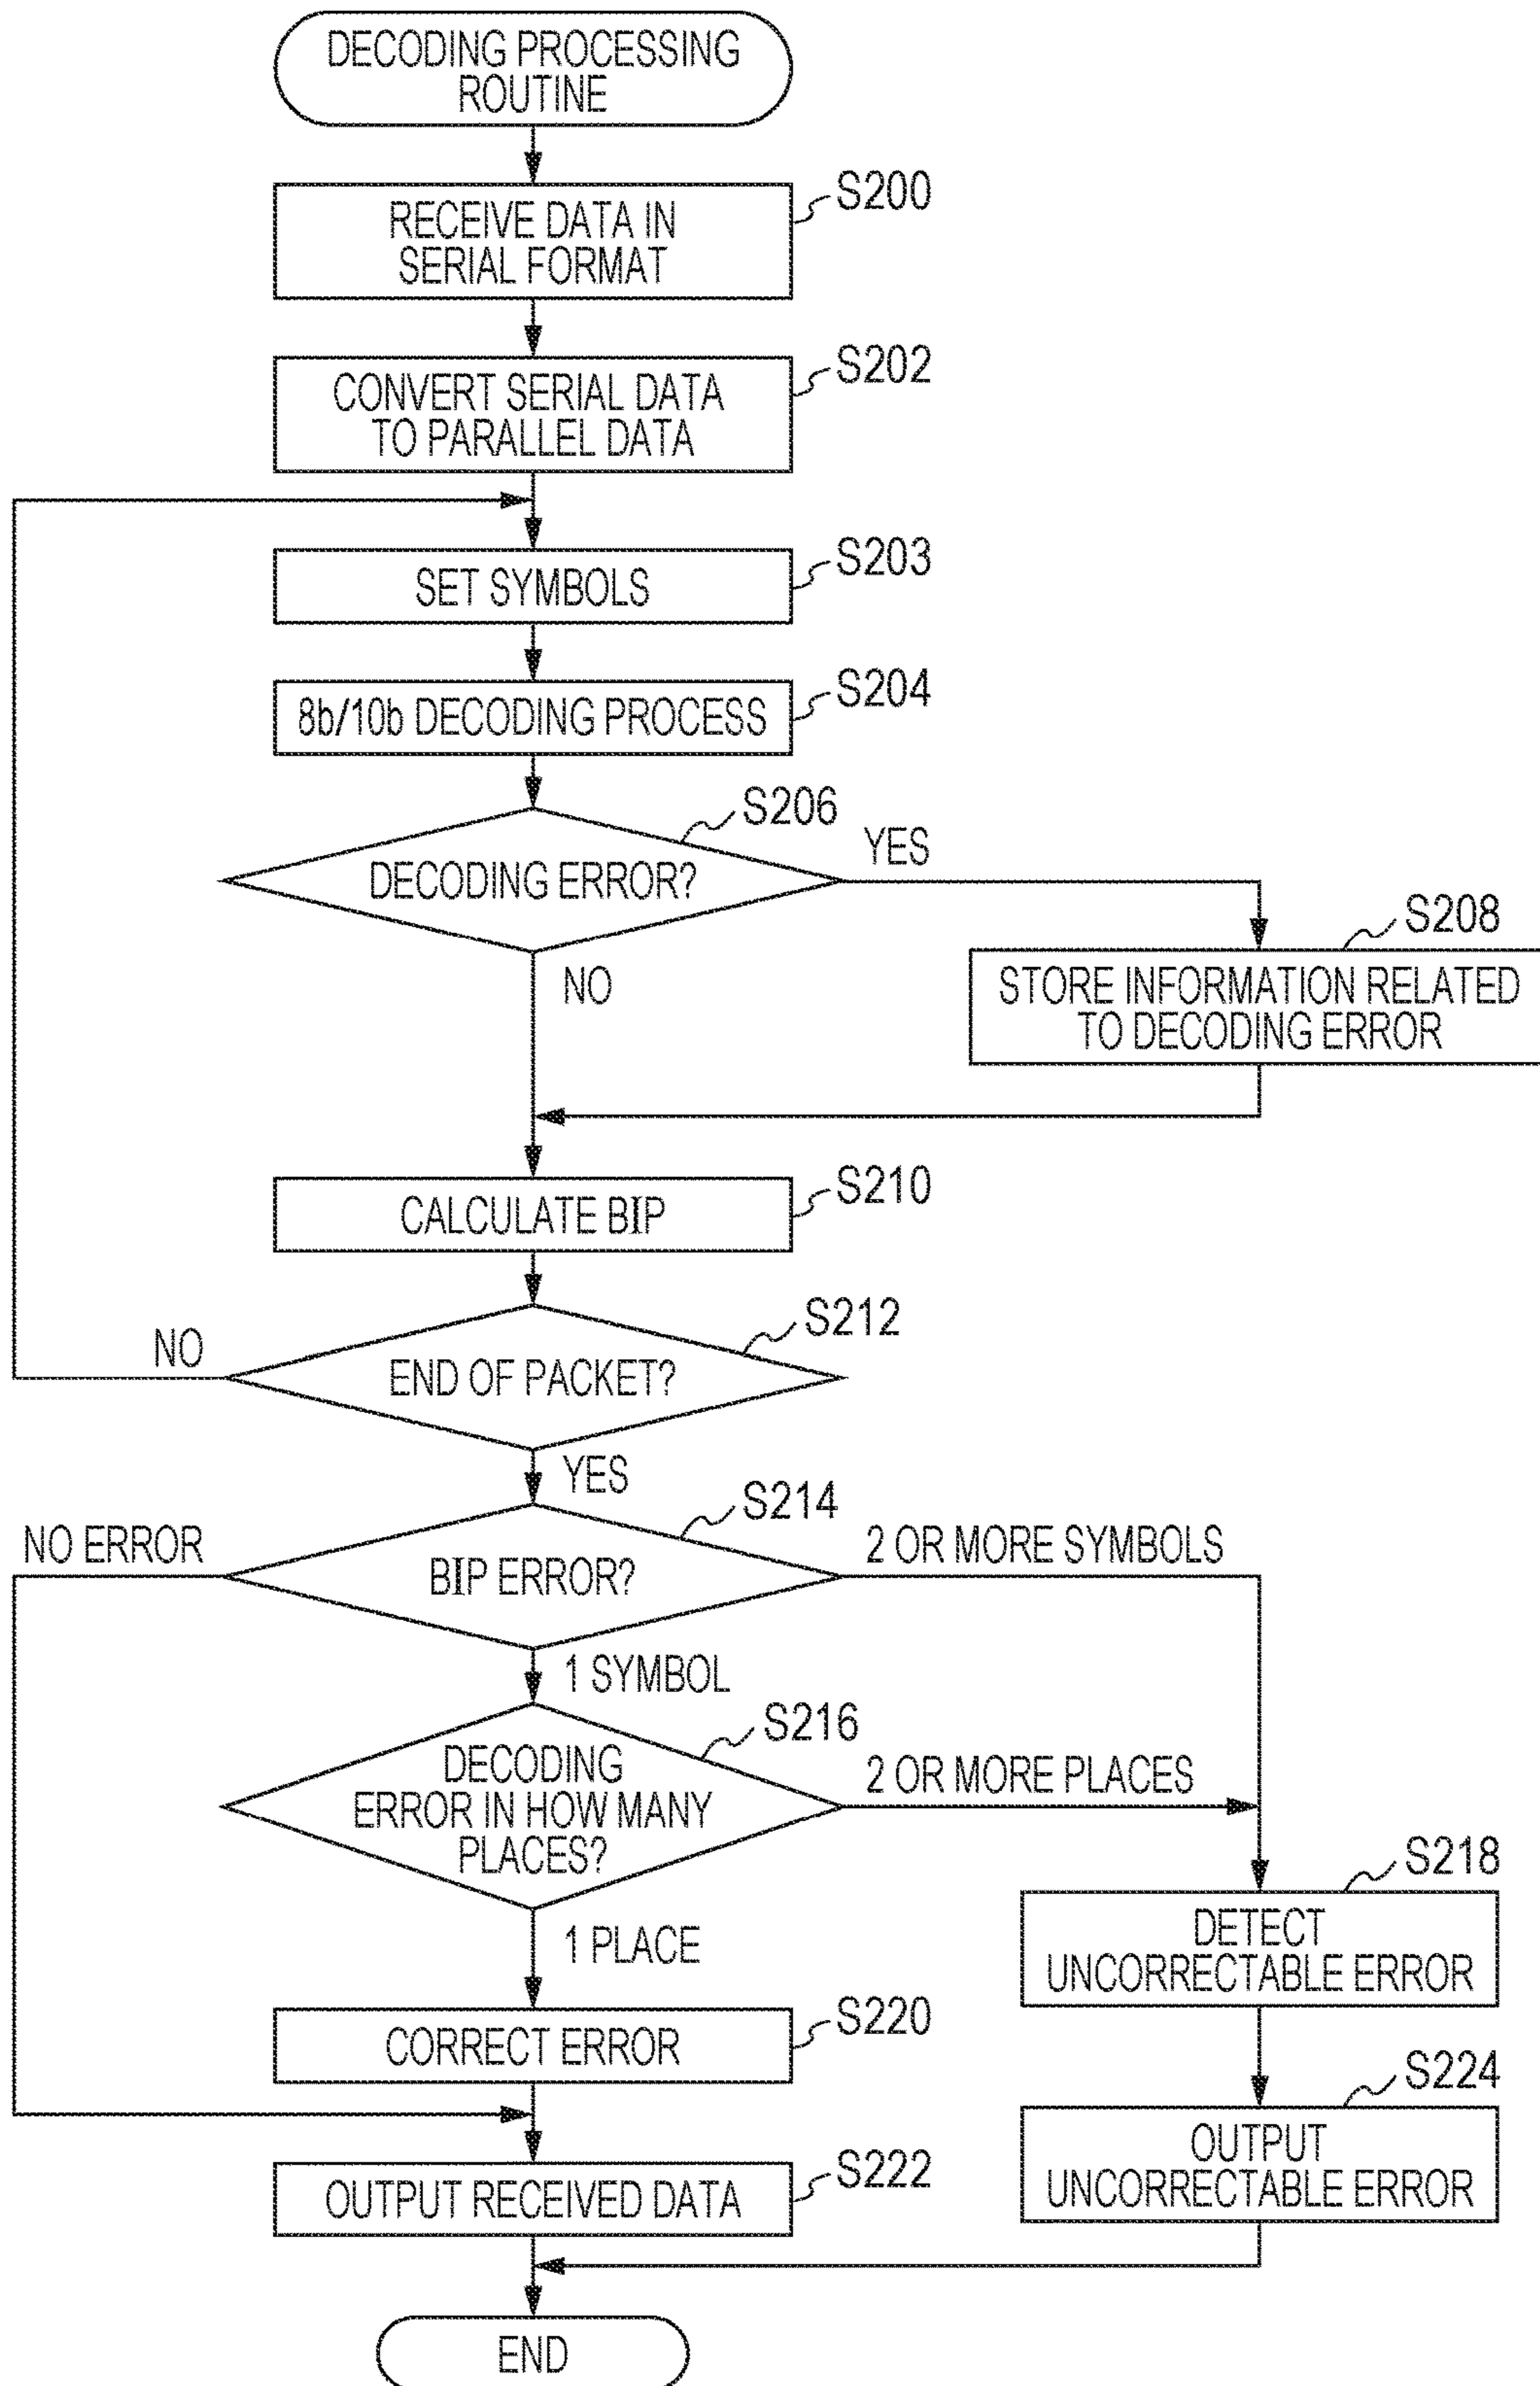 DECODING PROCESSING
ROUTINE
S200
RECEIVE DATA IN
SERIAL FORMAT
S202
CONVERT SERIAL DATA
TO PARALLEL DATA
S203
SET SYMBOLS
S204
8b/10b DECODING PROCESS
S206
DECODING ERROR?
YES
NO
S208
STORE INFORMATION RELATED
TO DECODING ERROR
S210
CALCULATE BIP
S212
END OF PACKET?
NO
YES
S214
BIP ERROR?
NO ERROR
2 OR MORE SYMBOLS
1 SYMBOL
S216
DECODING
ERROR IN HOW MANY
PLACES?
2 OR MORE PLACES
1 PLACE
S218
DETECT
UNCORRECTABLE ERROR
S220
CORRECT ERROR
S224
OUTPUT
UNCORRECTABLE ERROR
S222
OUTPUT RECEIVED DATA
END